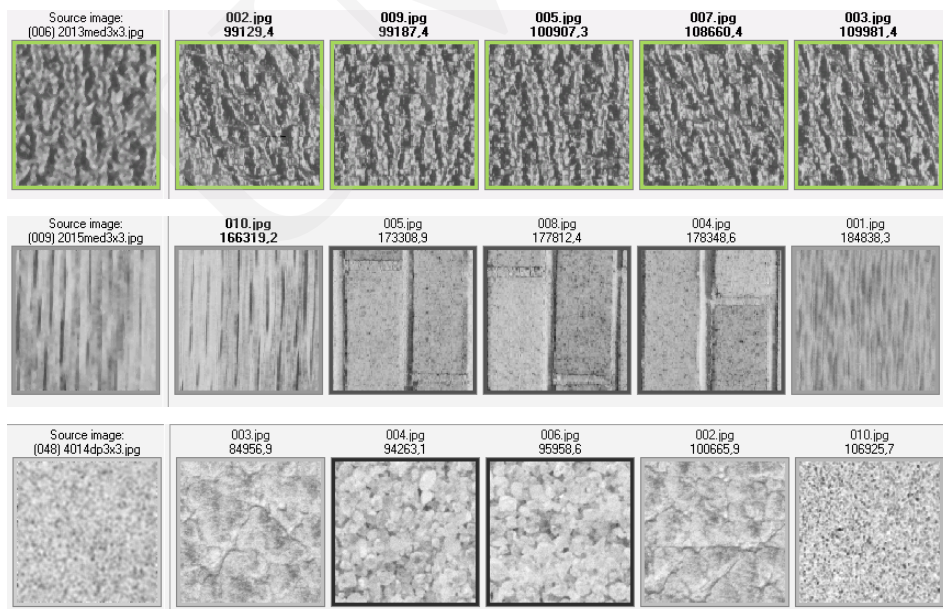 Source image:
(006) 2013med3x3.jpg
002.jpg
99129,4
009.jpg
99187,4
005.jpg
100907,3
007.jpg
108660,4
003.jpg
109981,4
Source image:
(009) 2015med3x3.jpg
010.jpg
166319,2
005.jpg
173308,9
008.jpg
177812,4
004.jpg
178348,6
001.jpg
184838,3
Source image:
(048) 4014dp3x3.jpg
003.jpg
84956,9
004.jpg
94263,1
006.jpg
95958,6
002.jpg
100665,9
010.jpg
106925,7